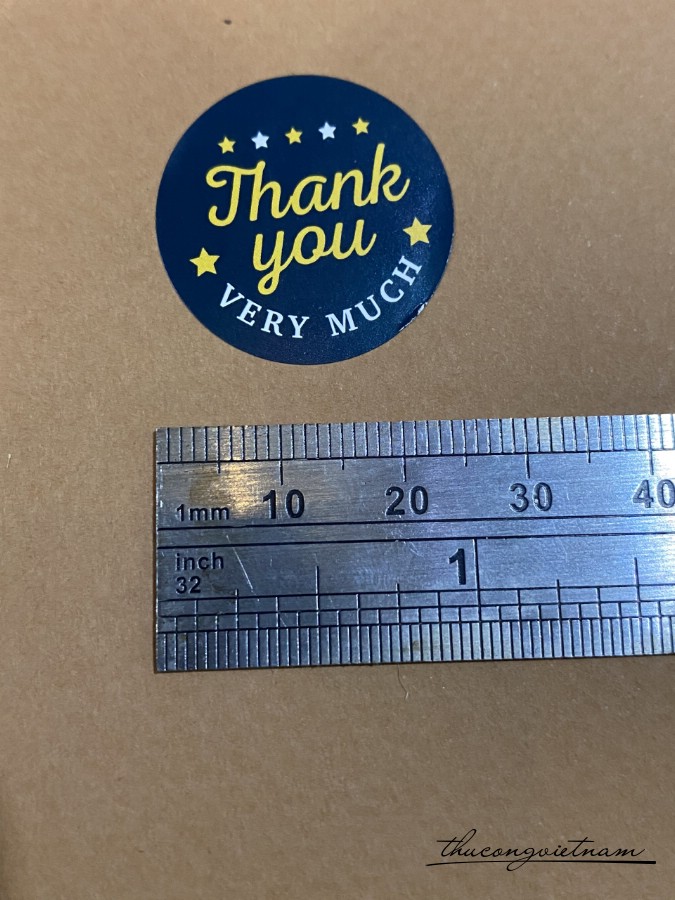 Thank
you
VERY MUCH
1mm 10 20 30 40
inch 1
32
thucongvietnam